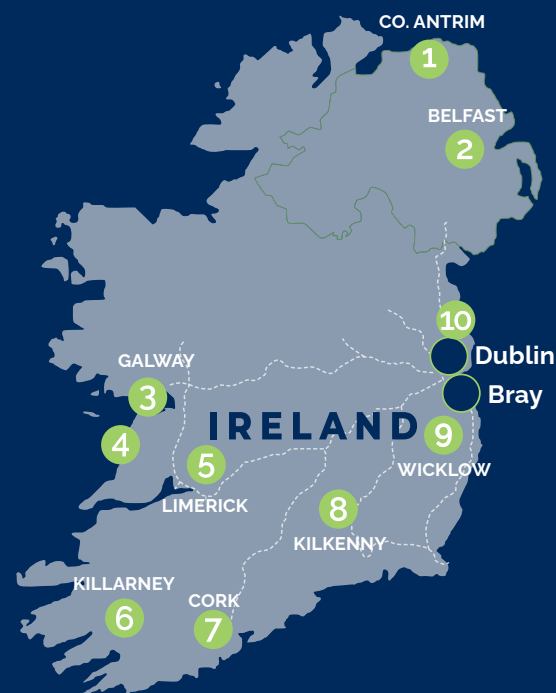 CO. ANTRIM
1
BELFAST
2
10
Dublin
GALWAY
Bray
3
IRELAND
4
9
5
WICKLOW
LIMERICK
8
KILKENNY
KILLARNEY
CORK
6
7